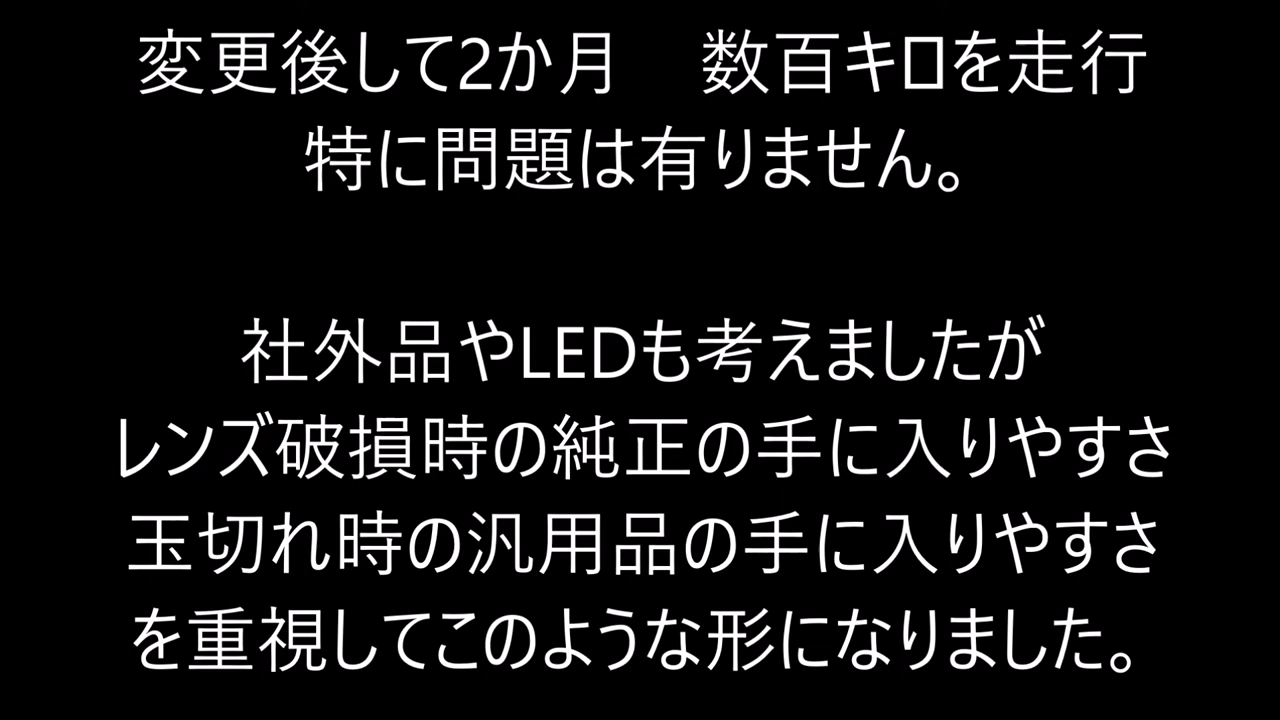 変更後して2か月　数百キロを走行
特に問題は有りません。
社外品やLEDも考えましたが
レンズ破損時の純正の手に入りやすさ
玉切れ時の汎用品の手に入りやすさ
を重視してこのような形になりました。